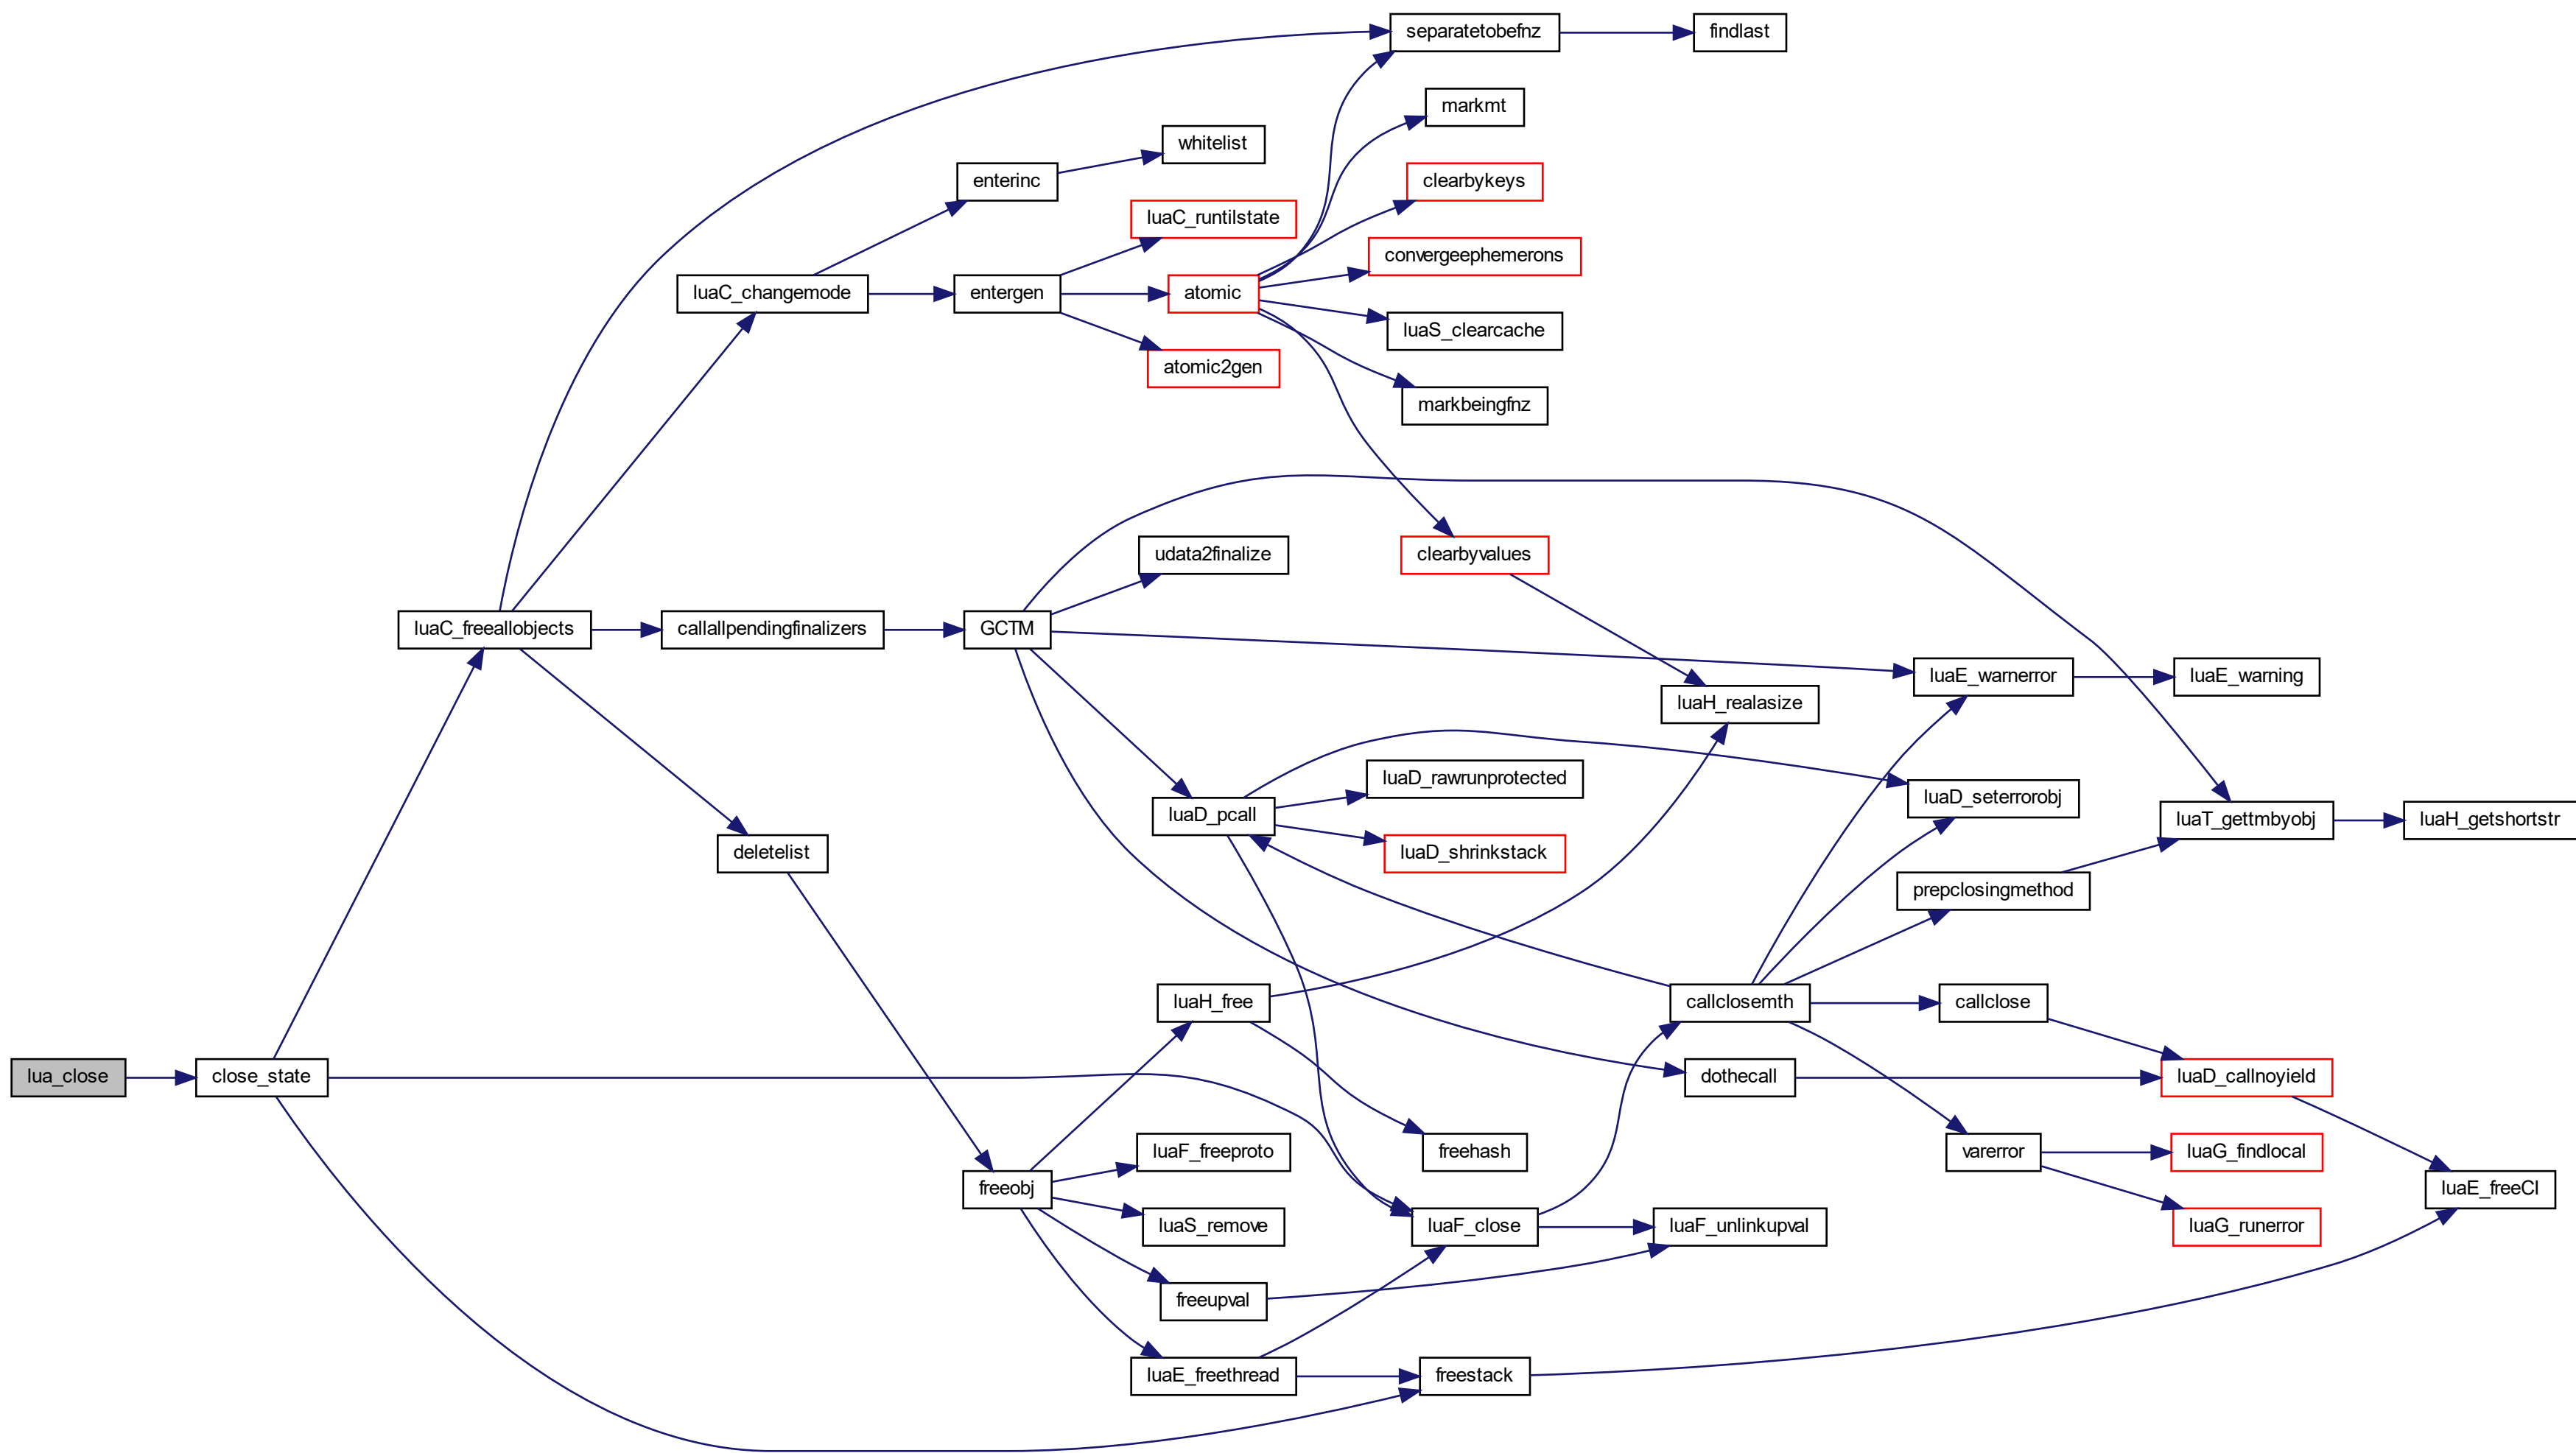 separatetobefnz
findlast
markmt
whitelist
enterinc
clearbykeys
luaC_runtilstate
convergeephemerons
luaC_changemode
entergen
atomic
luaS_clearcache
atomic2gen
markbeingfnz
udata2finalize
clearbyvalues
luaC_freeallobjects
callallpendingfinalizers
GCTM
luaE_warnerror
luaE_warning
luaH_realasize
luaD_rawrunprotected
luaD_seterrorobj
luaD_pcall
luaT_gettmbyobj
luaH_getshortstr
deletelist
luaD_shrinkstack
prepclosingmethod
luaH_free
callclosemth
callclose
lua_close
close_state
dothecall
luaD_callnoyield
luaF_freeproto
freehash
varerror
luaG_findlocal
freeobj
luaE_freeCI
luaS_remove
luaF_close
luaF_unlinkupval
luaG_runerror
freeupval
luaE_freethread
freestack